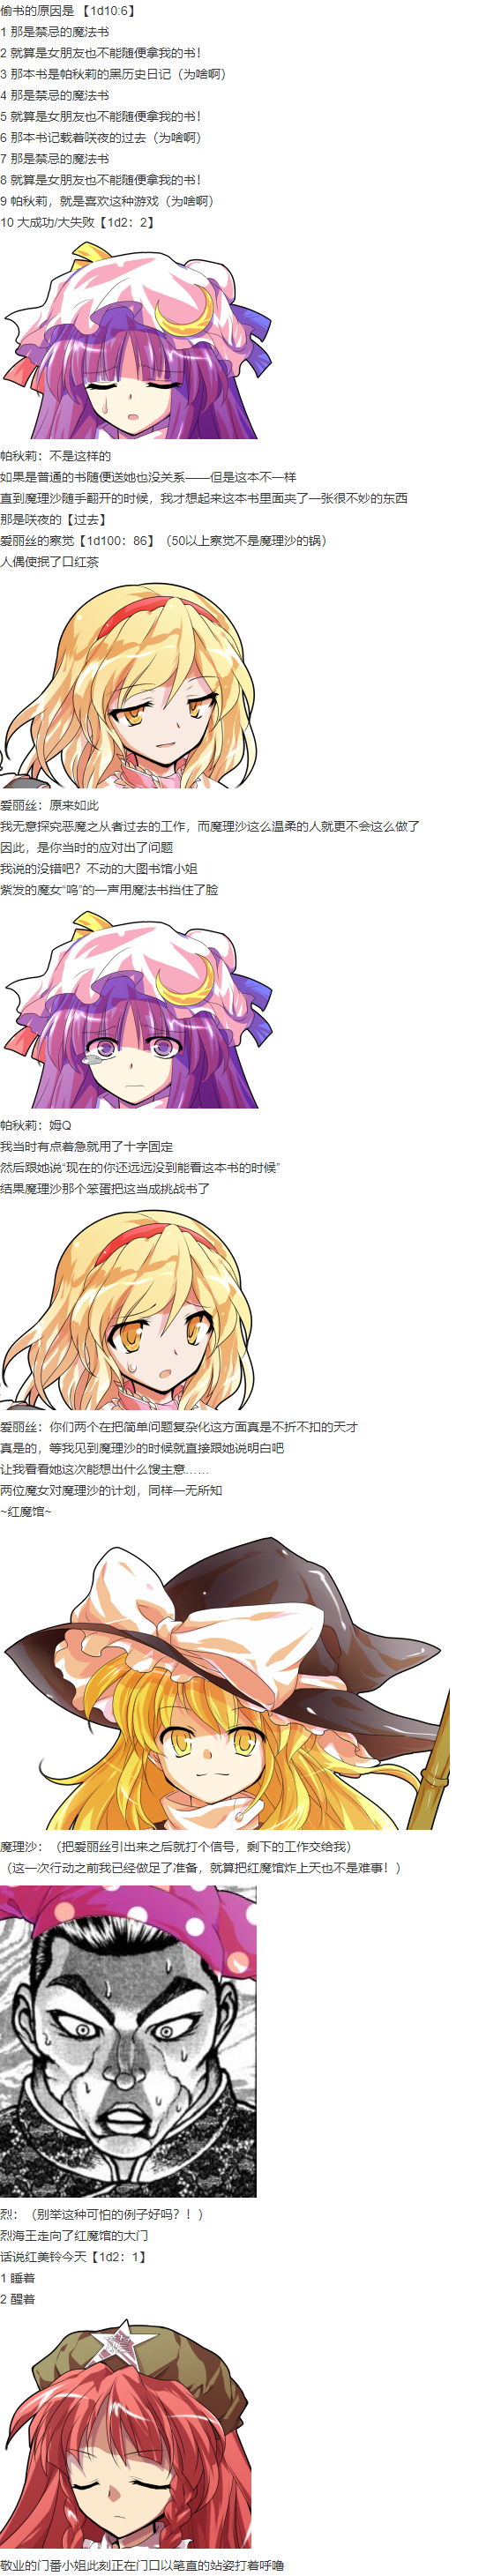 偷书的原因是 【1d10:6】
1 那是禁忌的魔法书
2 就算是女朋友也不能随便拿我的书！
3 那本书是帕秋莉的黑历史日记（为啥啊）
4 那是禁忌的魔法书
5 就算是女朋友也不能随便拿我的书！
6 那本书记载着咲夜的过去（为啥啊）
7 那是禁忌的魔法书
8 就算是女朋友也不能随便拿我的书！
9 帕秋莉，就是喜欢这种游戏（为啥啊）
10 大成功/大失败【1d2：2】
帕秋莉：不是这样的
如果是普通的书随便送她也没关系——但是这本不一样
直到魔理沙随手翻开的时候，我才想起来这本书里面夹了一张很不妙的东西
那是咲夜的【过去】
爱丽丝的察觉【1d100：86】（50以上察觉不是魔理沙的锅）
人偶使抿了口红茶
爱丽丝：原来如此
我无意探究恶魔之从者过去的工作，而魔理沙这么温柔的人就更不会这么做了
因此，是你当时的应对出了问题
我说的没错吧？不动的大图书馆小姐
紫发的魔女“呜”的一声用魔法书挡住了脸
帕秋莉：姆Q
我当时有点着急就用了十字固定
然后跟她说“现在的你还远远没到能看这本书的时候”
结果魔理沙那个笨蛋把这当成挑战书了
爱丽丝：你们两个在把简单问题复杂化这方面真是不折不扣的天才
真是的，等我见到魔理沙的时候就直接跟她说明白吧
让我看看她这次能想出什么馊主意……
两位魔女对魔理沙的计划，同样一无所知
~红魔馆~
魔理沙：（把爱丽丝引出来之后就打个信号，剩下的工作交给我）
（这一次行动之前我已经做足了准备，就算把红魔馆炸上天也不是难事！）
烈：（别举这种可怕的例子好吗？！）
烈海王走向了红魔馆的大门
话说红美铃今天【1d2：1】
1 睡着
2 醒着
敬业的门番小姐此刻正在门口以笔直的站姿打着呼噜